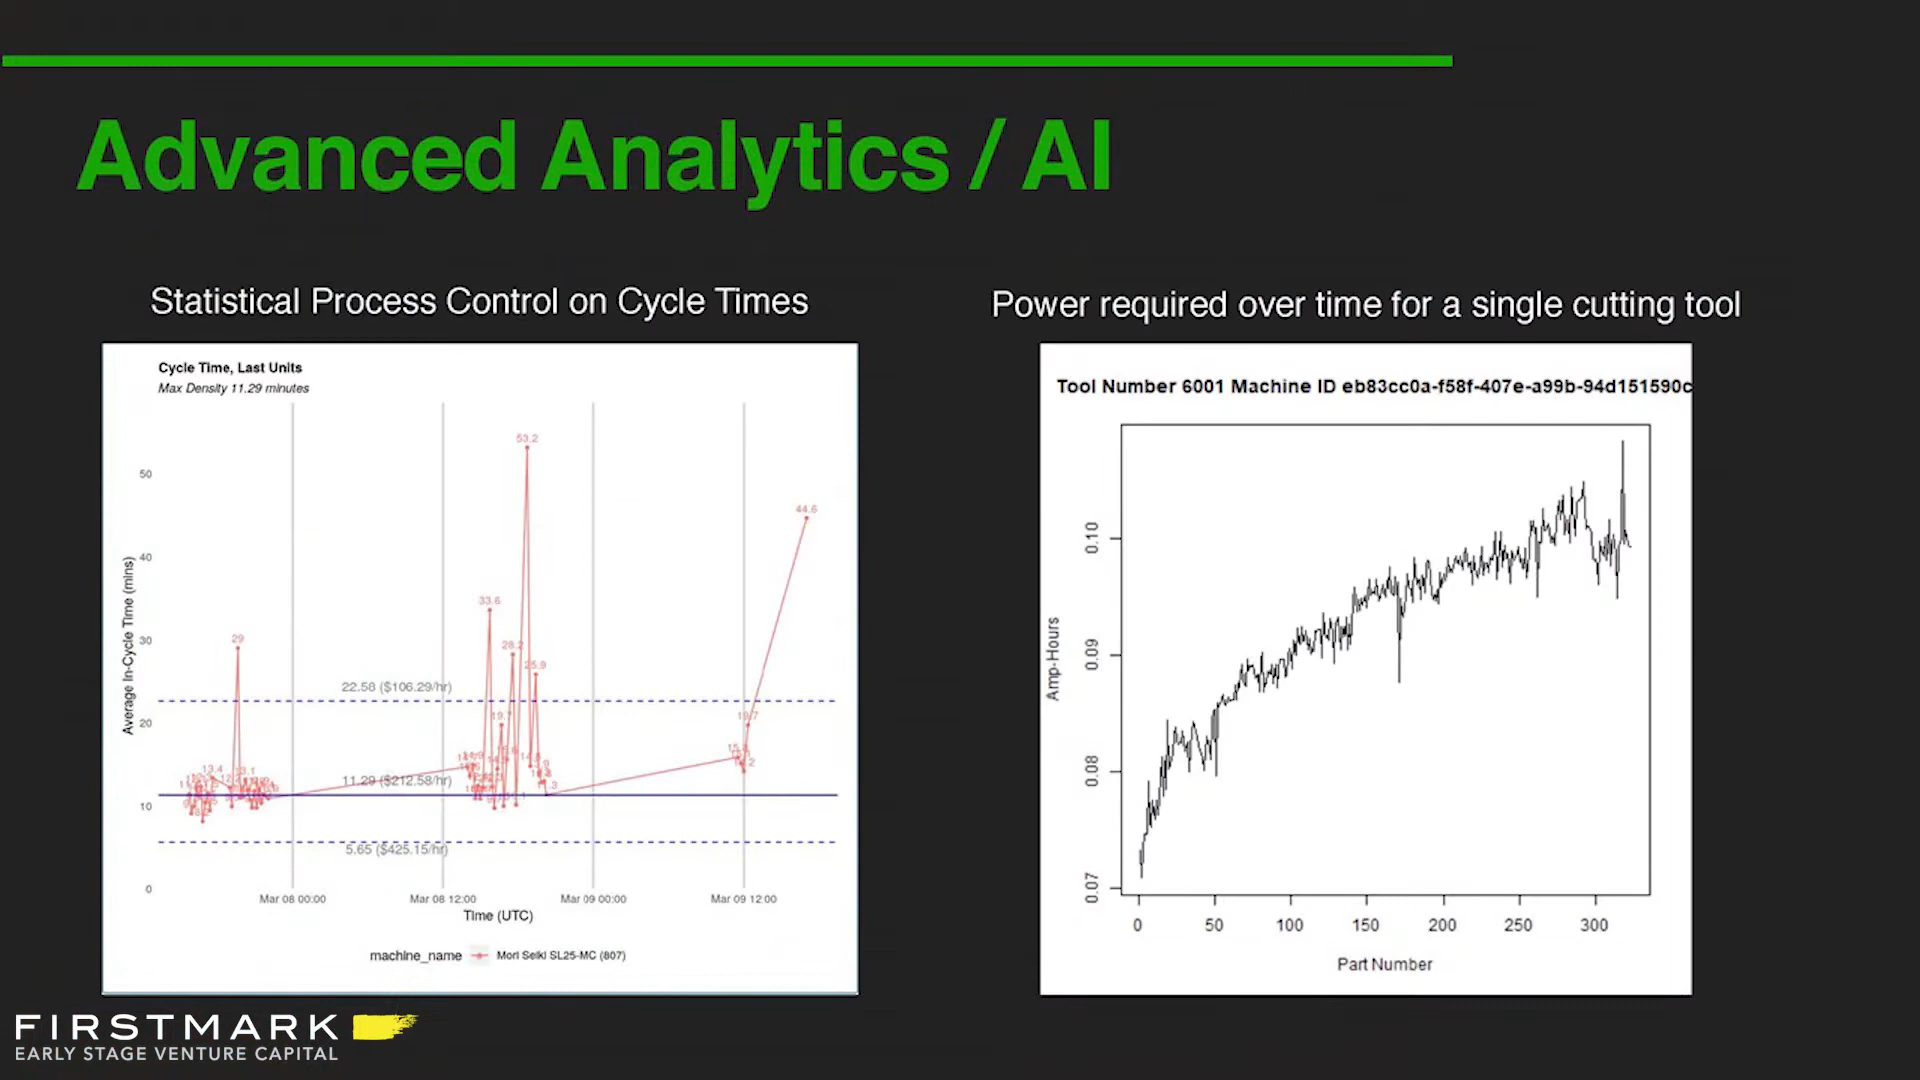 Advanced Analytics / AI
Statistical Process Control on Cycle Times
Cycle Time, Last Units
Max Density 11.29 minutes
Average In-Cycle Time (mins)
50
40
30
20
10
0
53.2
44.6
33.6
29
28.2
25.9
22.58 ($106.29/hr)
19.7
13.4
11.29 ($212.58/hr)
5.65 ($425.15/hr)
Mar 08 00:00
Mar 08 12:00
Mar 09 00:00
Mar 09 12:00
Time (UTC)
machine_name
Mori Seiki SL25-MC (807)
Power required over time for a single cutting tool
Tool Number 6001 Machine ID eb83cc0a-f58f-407e-a99b-94d151590c
Amp-Hours
0.10
0.09
0.08
0.07
0
50
100
150
200
250
300
Part Number
FIRSTMARK
EARLY STAGE VENTURE CAPITAL